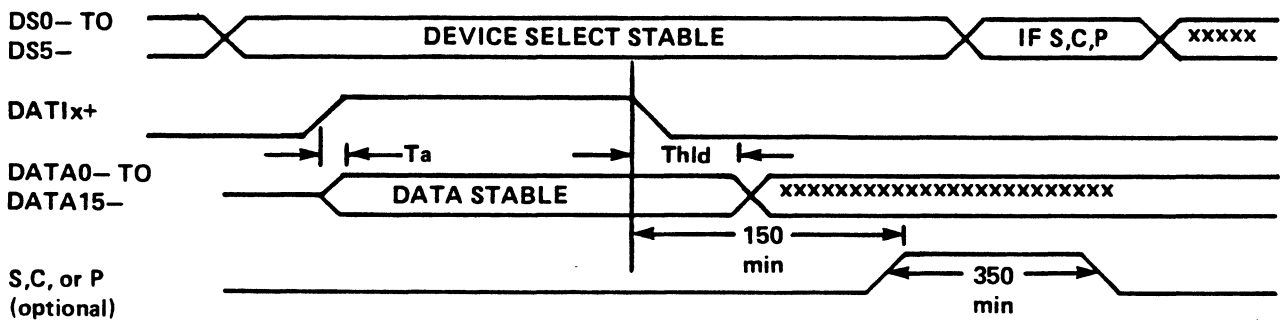 DS0– TO
DS5–
DEVICE SELECT STABLE
IF S,C,P
xxxxx
DATIx+
Ta
Thld
DATA0– TO
DATA15–
DATA STABLE
xxxxxxxxxxxxxxxxxxxxxxxx
150
min
S,C, or P
(optional)
350
min